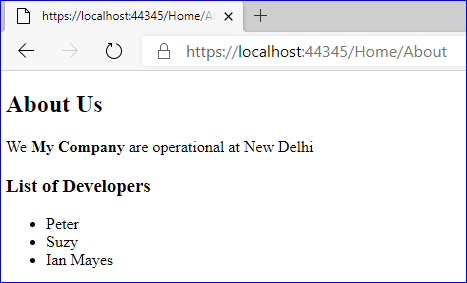 https://localhost:44345/Home/Al
https://localhost:44345/Home/About
About Us
We My Company are operational at New Delhi
List of Developers
Peter
Suzy
Ian Mayes